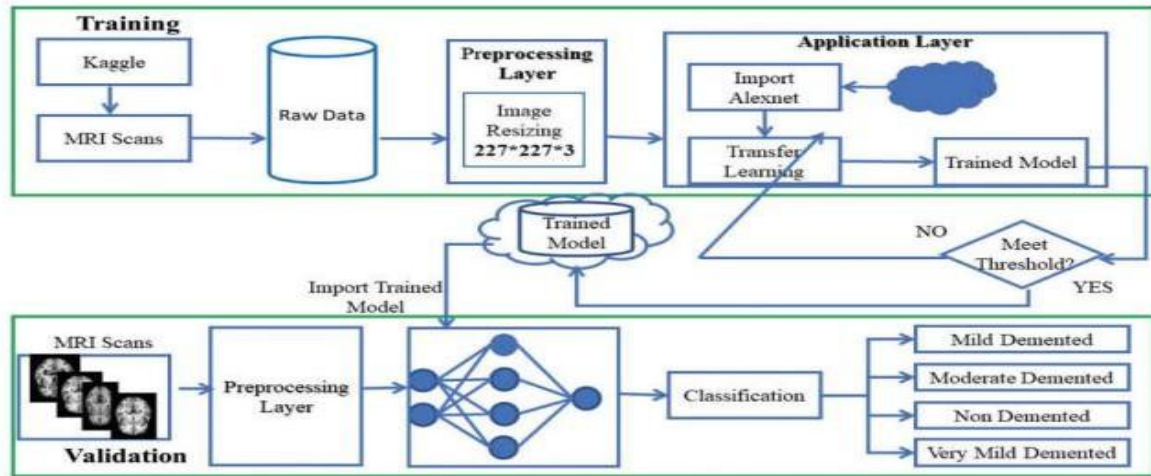 Training
Kaggle
MRI Scans
Raw Data
Preprocessing
Layer
Image
Resizing
227*227*3
Application Layer
Import
Alexnet
Transfer
Learning
Trained Model
Trained
Model
NO
Meet
Threshold?
YES
Import Trained
Model
MRI Scans
Validation
Preprocessing
Layer
Classification
Mild Demented
Moderate Demented
Non Demented
Very Mild Demented